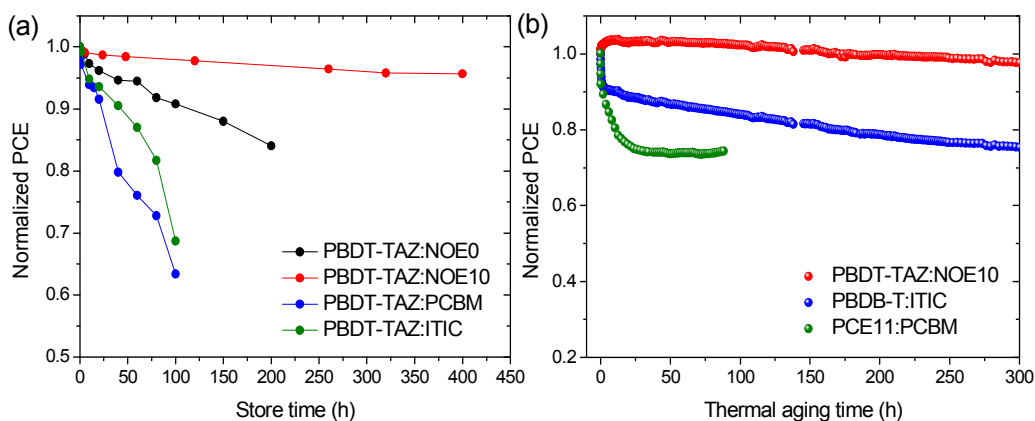 (a)
Normalized PCE
1.0
0.9
0.8
0.7
0.6
0.5
0 50 100 150 200 250 300 350 400 450
Store time (h)
PBDT-TAZ:NOE0
PBDT-TAZ:NOE10
PBDT-TAZ:PCBM
PBDT-TAZ:ITIC
(b)
Normalized PCE
1.0
0.8
0.6
0.4
0.2
0 50 100 150 200 250 300
Thermal aging time (h)
PBDT-TAZ:NOE10
PBDB-T:ITIC
PCE11:PCBM